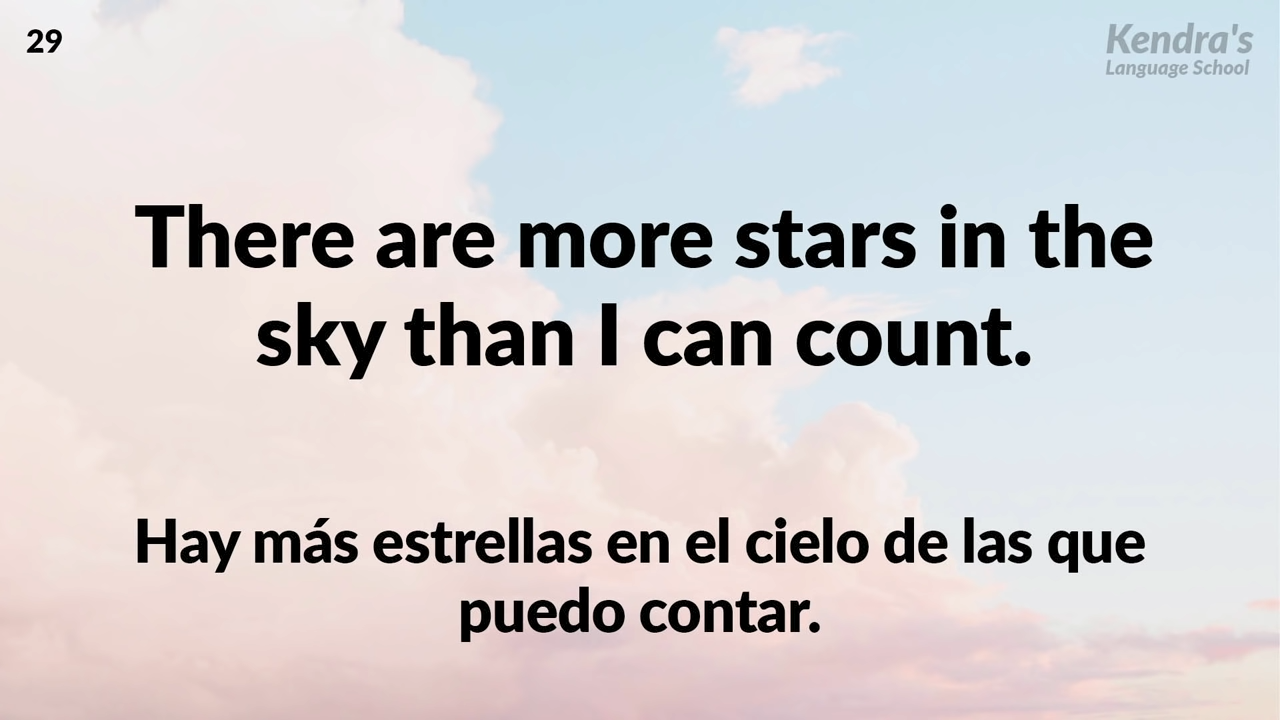 29
Kendra's
Language School
There are more stars in the
sky than I can count.
Hay más estrellas en el cielo de las que
puedo contar.